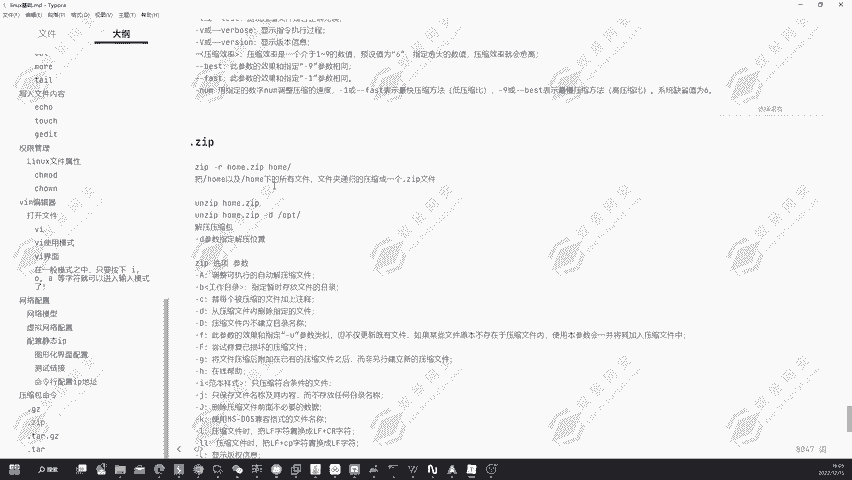 linux基础.md - Typora
文件(F) 编辑(E) 段落(P) 格式(O) 视图(V) 主题(T) 帮助(H)
文件 大纲
cat
more
tail
写入文件内容
echo
touch
gedit
权限管理
Linux文件属性
chmod
chown
vim编辑器
打开文件
vi
vi使用模式
vi界面
在一般模式之中，只要按下 i,
o, a 等字符就可以进入输入模式
了！
网络配置
网络模型
虚拟网络配置
配置静态ip
图形化界面配置
测试链接
命令行配置ip地址
压缩包命令
.gz
.zip
.tar.gz
.tar
-v或--verbose：显示指令执行过程；
-V或--version：显示版本信息；
-<压缩效率>：压缩效率是一个介于1~9的数值，预设值为“6”，指定愈大的数值，压缩效率就会愈高；
--best：此参数的效果和指定“-9”参数相同；
--fast：此参数的效果和指定“-1”参数相同。
-num 用指定的数字num调整压缩的速度，-1或--fast表示最快压缩方法（低压缩比），-9或--best表示最慢压缩方法（高压缩比）。系统缺省值为6。
.zip
zip -r home.zip home/
把/home以及/home下的所有文件、文件夹递归的压缩成一个.zip文件
unzip home.zip
unzip home.zip -d /opt/
解压压缩包
-d参数指定解压位置
zip 选项 参数
-A：调整可执行的自动解压缩文件；
-b<工作目录>：指定暂时存放文件的目录；
-c：替每个被压缩的文件加上注释；
-d：从压缩文件内删除指定的文件；
-D：压缩文件内不建立目录名称；
-f：此参数的效果和指定“-u”参数类似，但不仅更新既有文件，如果某些文件原本不存在于压缩文件内，使用本参数会一并将其加入压缩文件中；
-F：尝试修复已损坏的压缩文件；
-g：将文件压缩后附加在已有的压缩文件之后，而非另行建立新的压缩文件；
-h：在线帮助；
-i<范本样式>：只压缩符合条件的文件；
-j：只保存文件名称及其内容，而不存放任何目录名称；
-J：删除压缩文件前面不必要的数据；
-k：使用MS-DOS兼容格式的文件名称；
-l：压缩文件时，把LF字符置换成LF+CR字符；
-ll：压缩文件时，把LF+cp字符置换成LF字符；
-L：显示版权信息；
8047 词
搜索
2022/12/15